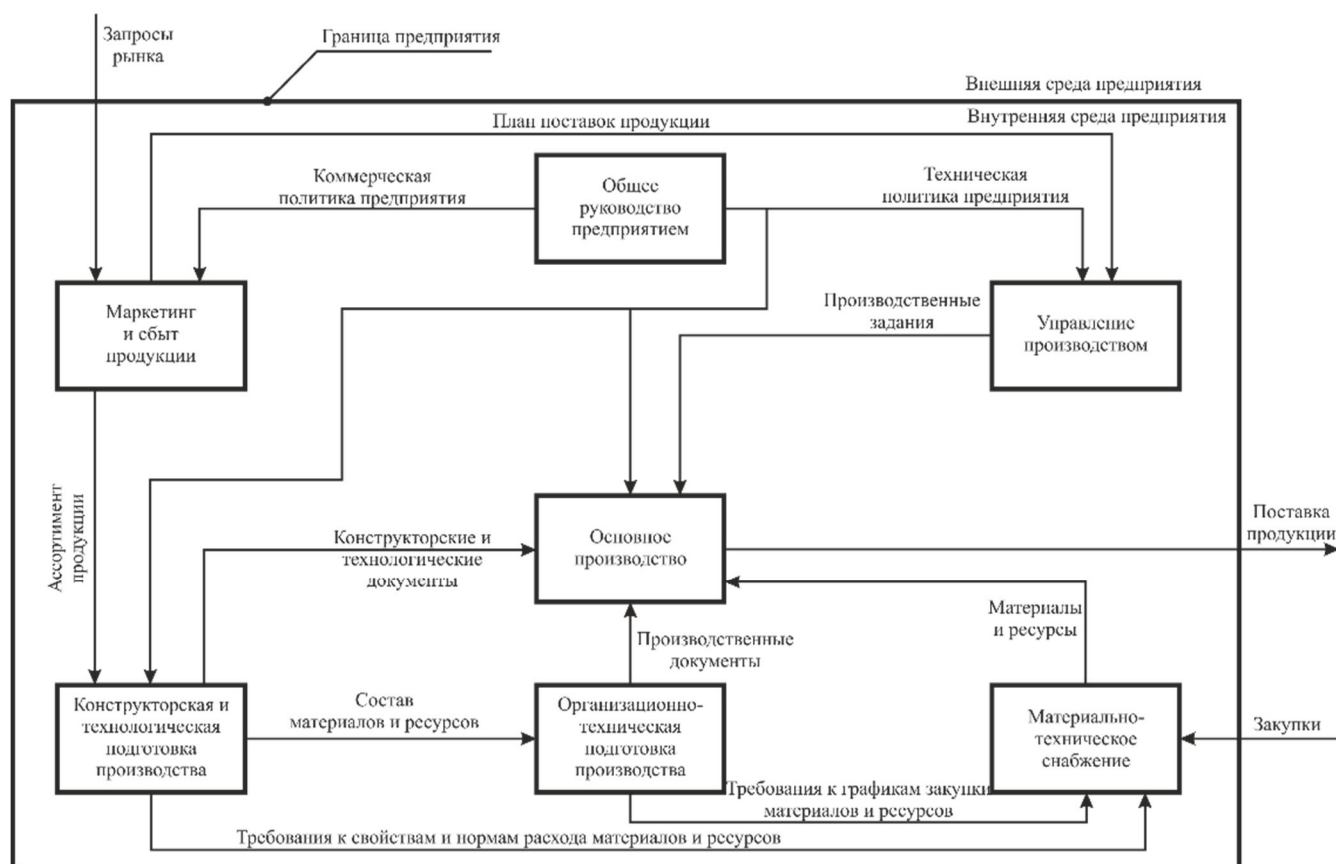 Запросы
рынка
Граница предприятия
Внешняя среда предприятия
План поставок продукции
Внутренняя среда предприятия
Коммерческая
политика предприятия
Общее
руководство
предприятием
Техническая
политика предприятия
Маркетинг
и сбыт
продукции
Производственные
задания
Управление
производством
Ассортимент
продукции
Конструкторские и
технологические
документы
Основное
производство
Поставка
продукции
Материалы
и ресурсы
Производственные
документы
Конструкторская и
технологическая
подготовка
производства
Состав
материалов и ресурсов
Организационно-
техническая
подготовка
производства
Материально-
техническое
снабжение
Закупки
Требования к графикам закупки
материалов и ресурсов
Требования к свойствам и нормам расхода материалов и ресурсов